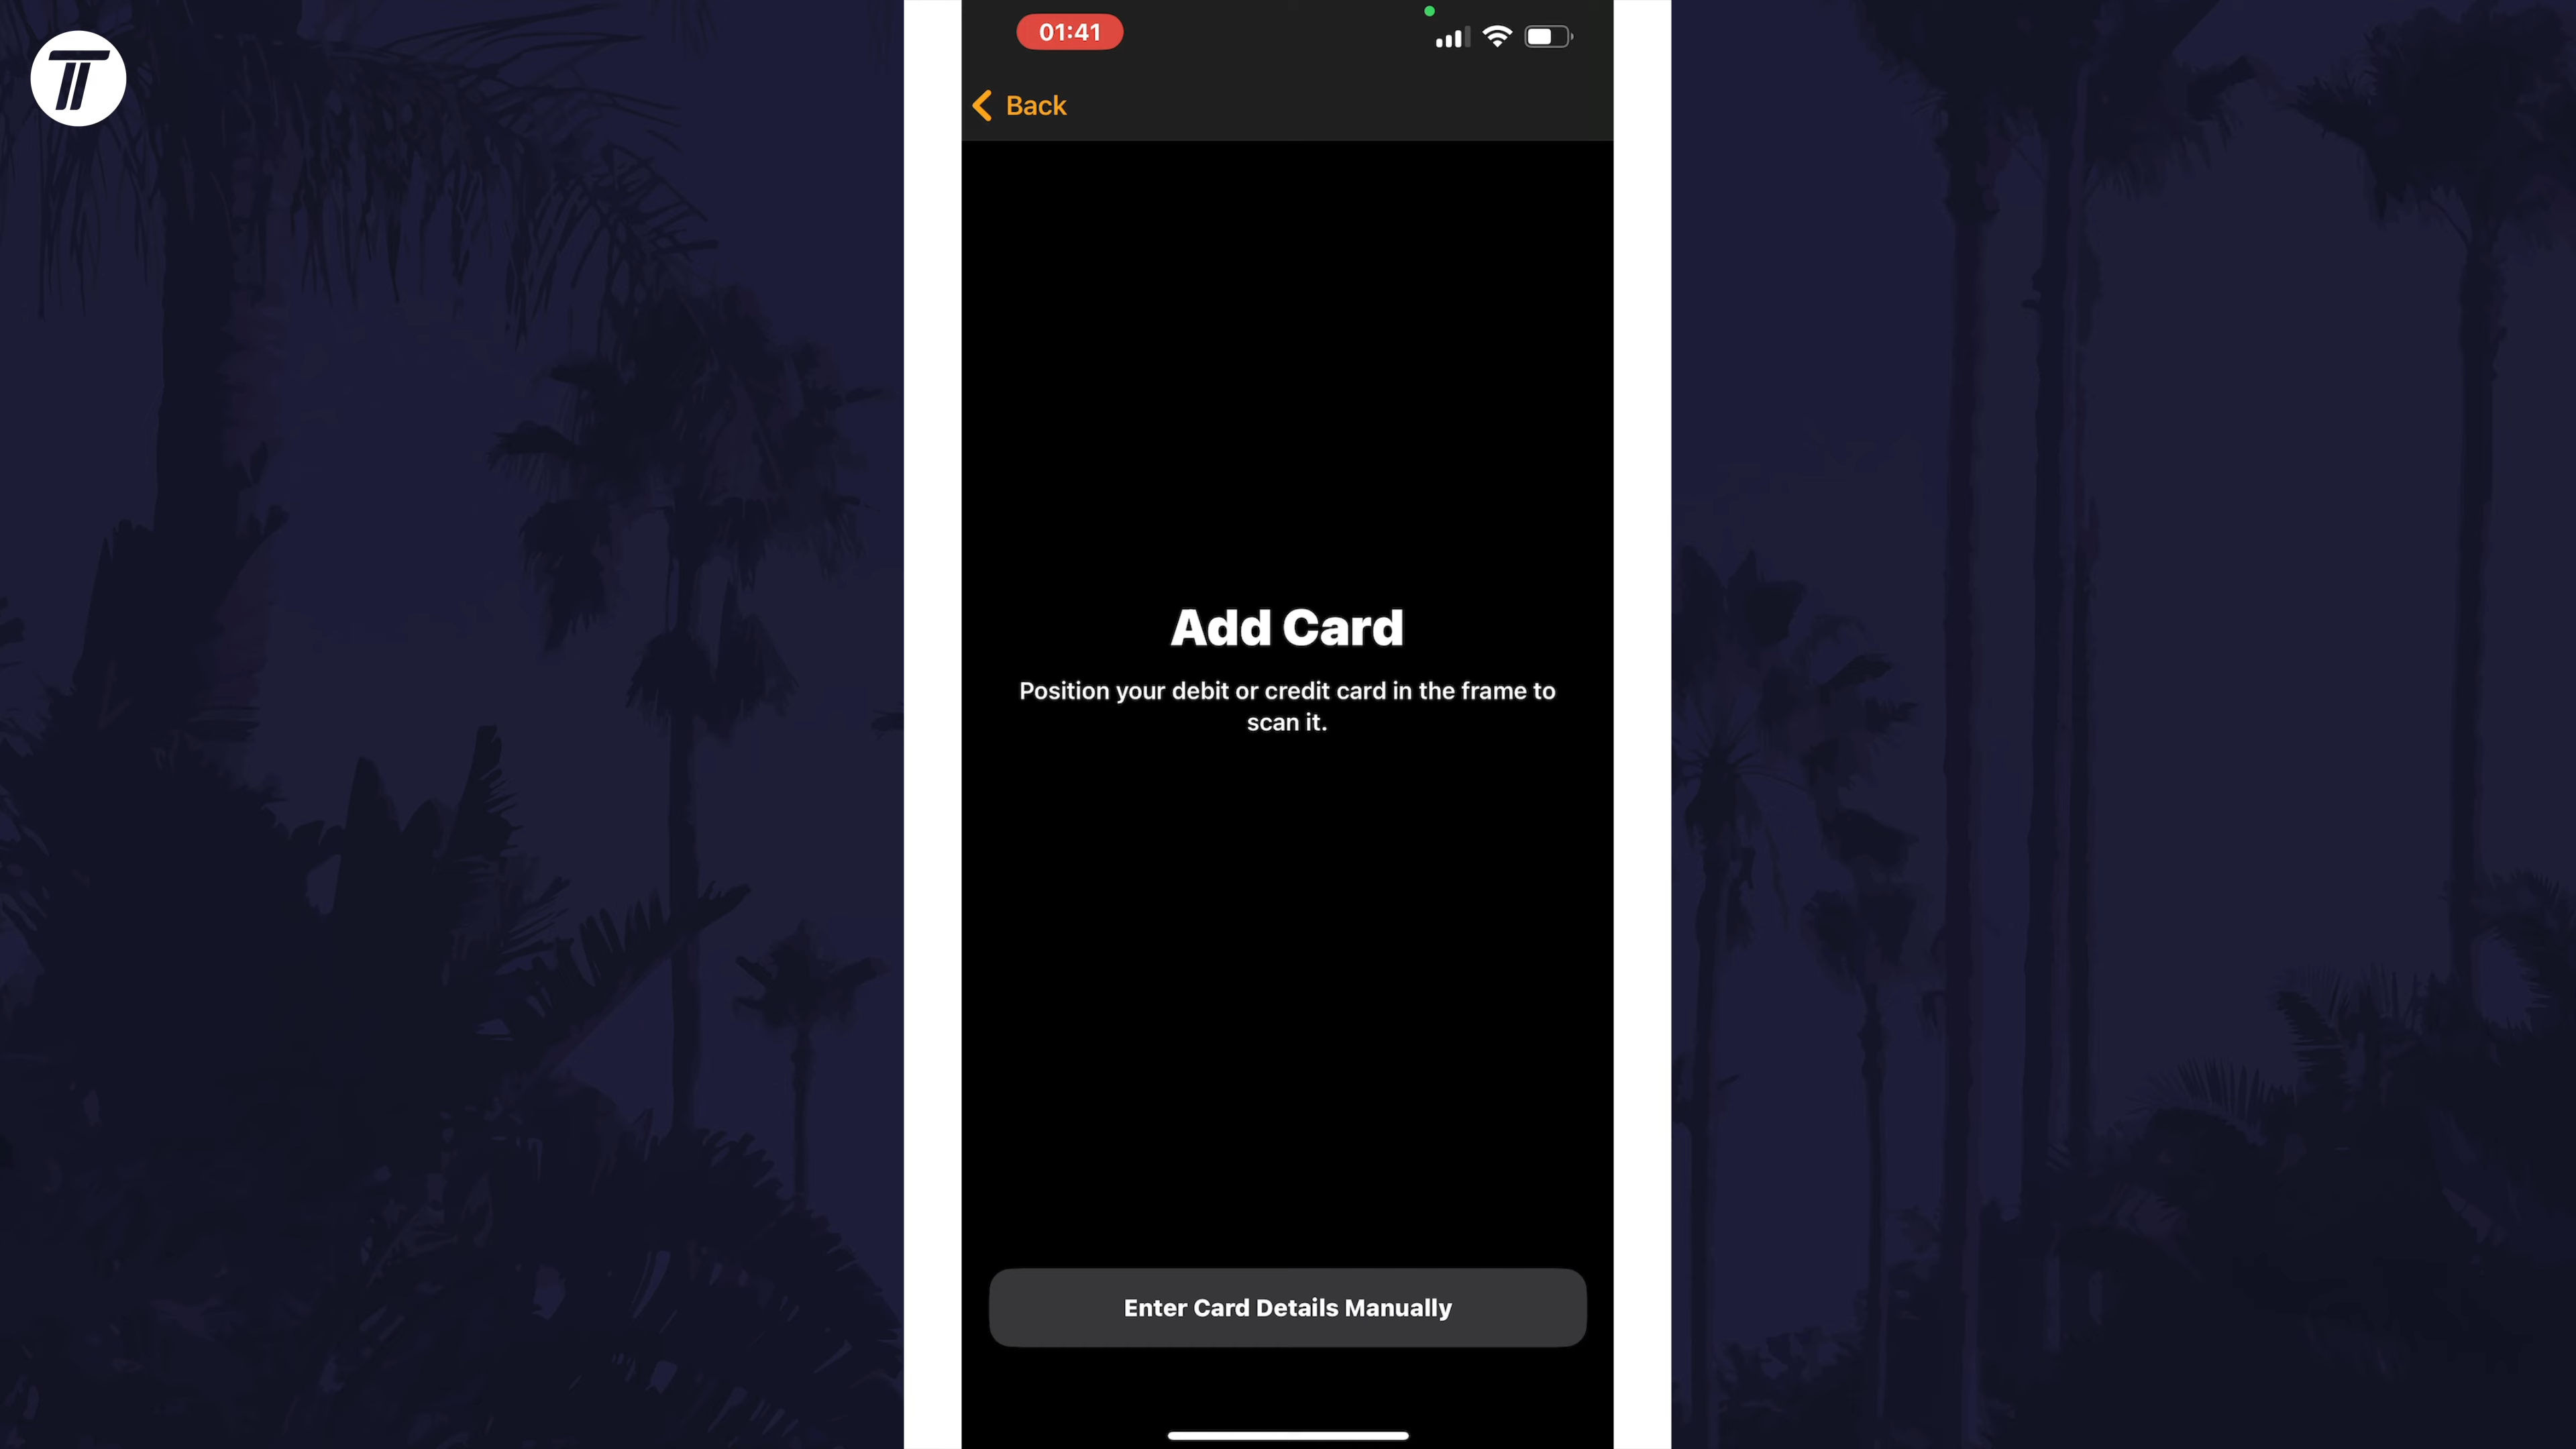 01:41
Back
Add Card
Position your debit or credit card in the frame to
scan it.
Enter Card Details Manually